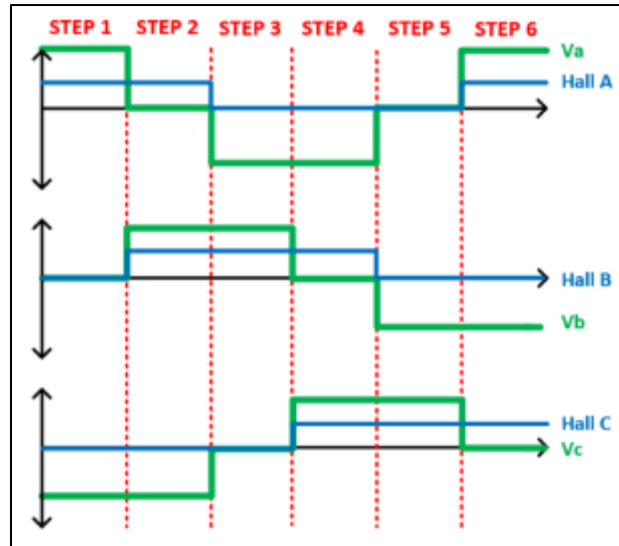 STEP 1 STEP 2 STEP 3 STEP 4 STEP 5 STEP 6
Va
Hall A
Hall B
Vb
Hall C
Vc